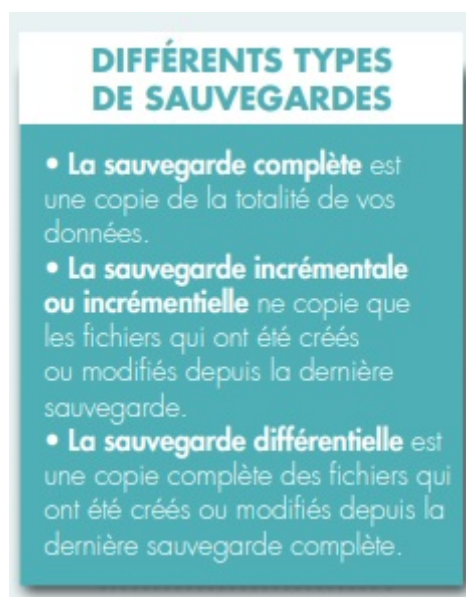 DIFFÉRENTS TYPES
DE SAUVEGARDES
• La sauvegarde complète est
une copie de la totalité de vos
données.
• La sauvegarde incrémentale
ou incrémentielle ne copie que
les fichiers qui ont été créés
ou modifiés depuis la dernière
sauvegarde.
• La sauvegarde différentielle est
une copie complète des fichiers qui
ont été créés ou modifiés depuis la
dernière sauvegarde complète.